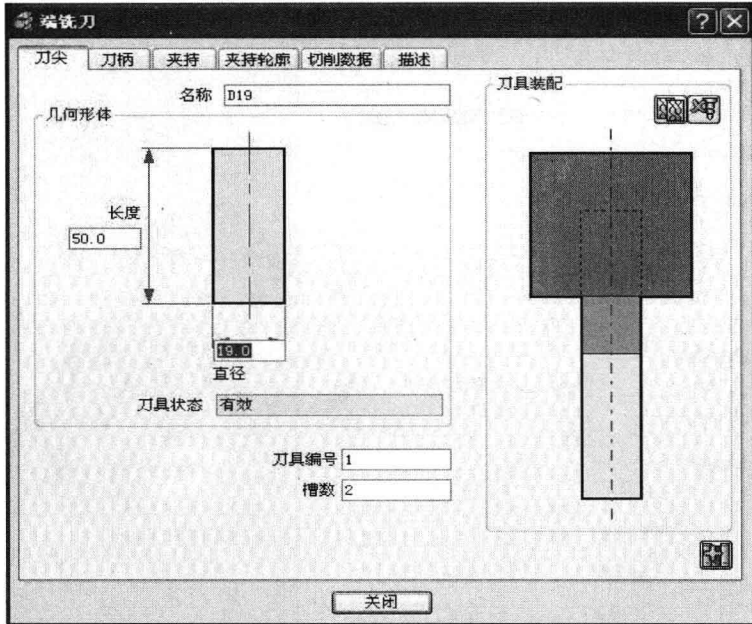 端铣刀
刀尖 刀柄 夹持 夹持轮廓 切削数据 描述
名称 D19
刀具装配
几何形体
长度
50.0
19.0
直径
刀具状态 有效
刀具编号 1
槽数 2
关闭